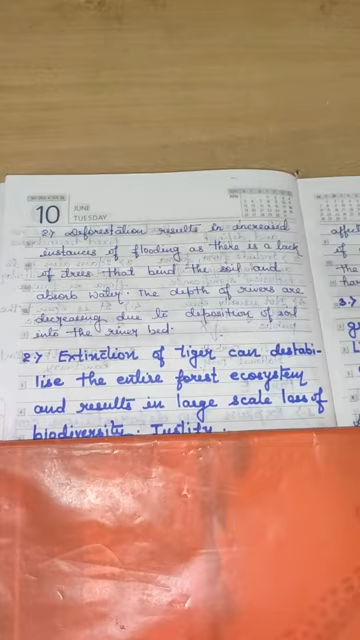 10
JUNE
TUESDAY
2.) Deforestation results in increased
instances of flooding as there is a lack
of trees that bind the soil and
absorb water. The depth of rivers are
decreasing due to deposition of soil
into the river bed.
2.) Extinction of tiger can destabi-
lise the entire forest ecosystem
and results in large scale loss of
biodiversity. Justify.
affect
if
3.)